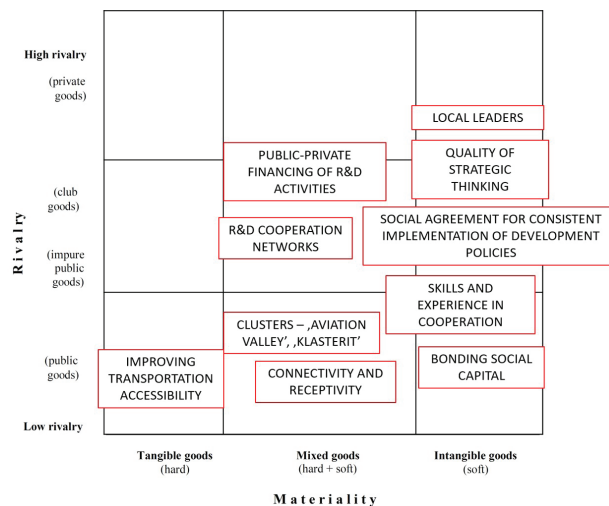 High rivalry
(private
goods)
(club
goods)
(impure
public
goods)
(public
goods)
Low rivalry
Rivalry
LOCAL LEADERS
PUBLIC-PRIVATE
FINANCING OF R&D
ACTIVITIES
QUALITY OF
STRATEGIC
THINKING
R&D COOPERATION
NETWORKS
SOCIAL AGREEMENT FOR CONSISTENT
IMPLEMENTATION OF DEVELOPMENT
POLICIES
SKILLS AND
EXPERIENCE IN
COOPERATION
CLUSTERS – ‚AVIATION
VALLEY’, ‚KLASTERIT’
IMPROVING
TRANSPORTATION
ACCESSIBILITY
CONNECTIVITY AND
RECEPTIVITY
BONDING SOCIAL
CAPITAL
Tangible goods
(hard)
Mixed goods
(hard + soft)
Intangible goods
(soft)
Materiality